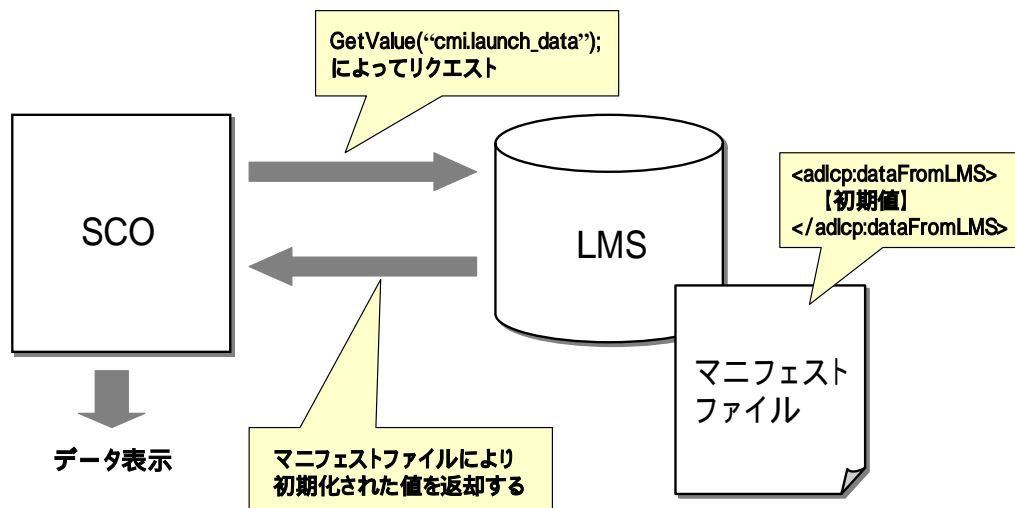 GetValue(“cmi.launch_data”);
によってリクエスト
SCO
LMS
<adlcp:dataFromLMS>
【初期値】
</adlcp:dataFromLMS>
マニフェスト
ファイル
データ表示
マニフェストファイルにより
初期化された値を返却する